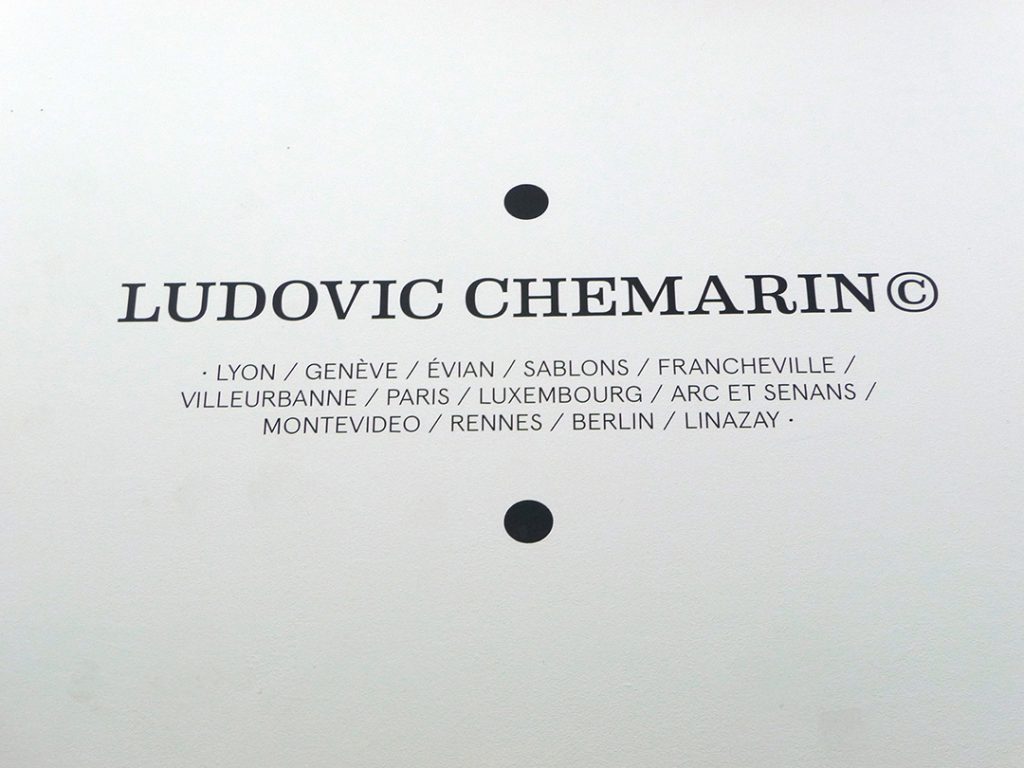 LUDOVIC CHEMARIN©
· LYON / GENÈVE / ÉVIAN / SABLONS / FRANCHEVILLE /
VILLEURBANNE / PARIS / LUXEMBOURG / ARC ET SENANS /
MONTEVIDEO / RENNES / BERLIN / LINAZAY ·